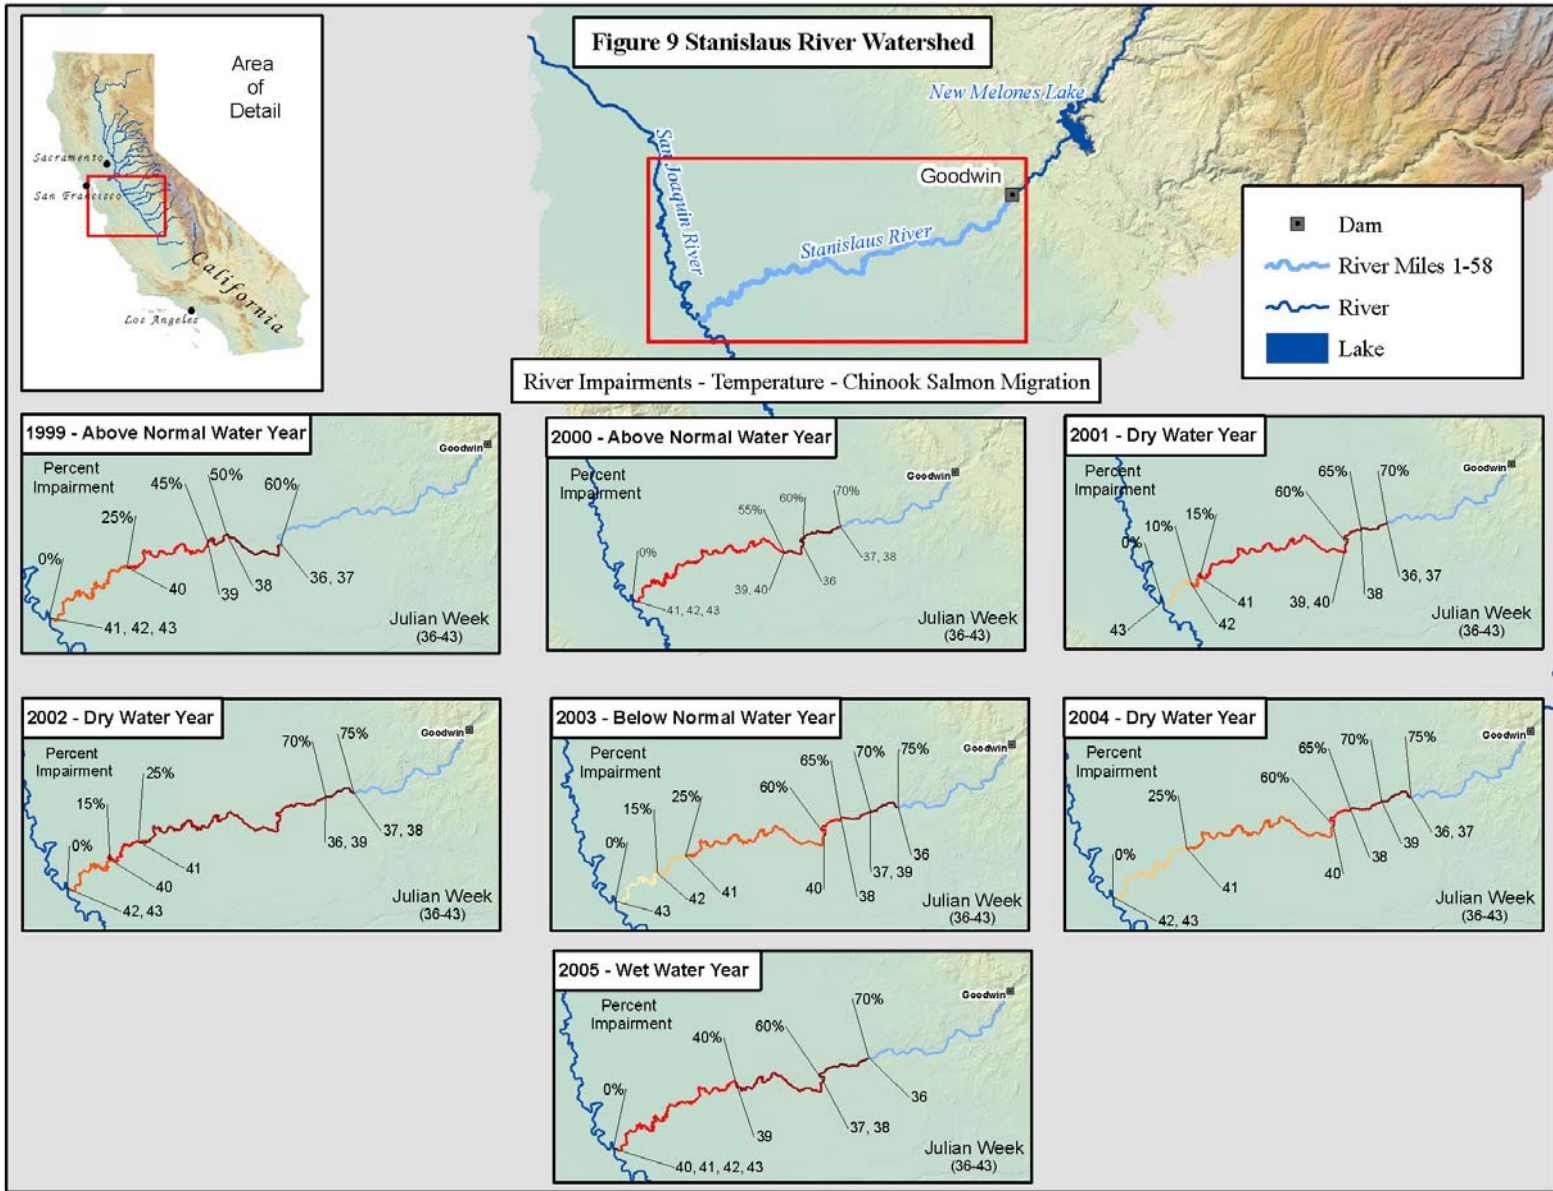 Figure 9 Stanislaus River Watershed
Area
of
Detail
Sacramento
San Francisco
California
Los Angeles
New Melones Lake
San Joaquin River
Goodwin
Stanislaus River
Dam
River Miles 1-58
River
Lake
River Impairments - Temperature - Chinook Salmon Migration
1999 - Above Normal Water Year
Goodwin
Percent
Impairment
0%
25%
45%
50%
60%
41, 42, 43
40
39
38
36, 37
Julian Week
(36-43)
2000 - Above Normal Water Year
Goodwin
Percent
Impairment
0%
55%
60%
70%
41, 42, 43
39, 40
36
37, 38
Julian Week
(36-43)
2001 - Dry Water Year
Goodwin
Percent
Impairment
0%
10%
15%
60%
65%
70%
43
42
41
39, 40
38
36, 37
Julian Week
(36-43)
2002 - Dry Water Year
Goodwin
Percent
Impairment
0%
15%
25%
70%
75%
42, 43
40
41
36, 39
37, 38
Julian Week
(36-43)
2003 - Below Normal Water Year
Goodwin
Percent
Impairment
0%
15%
25%
60%
65%
70%
75%
43
42
41
40
38
37, 39
36
Julian Week
(36-43)
2004 - Dry Water Year
Goodwin
Percent
Impairment
0%
25%
60%
65%
70%
75%
42, 43
41
40
38
39
36, 37
Julian Week
(36-43)
2005 - Wet Water Year
Goodwin
Percent
Impairment
0%
40%
60%
70%
40, 41, 42, 43
39
37, 38
36
Julian Week
(36-43)